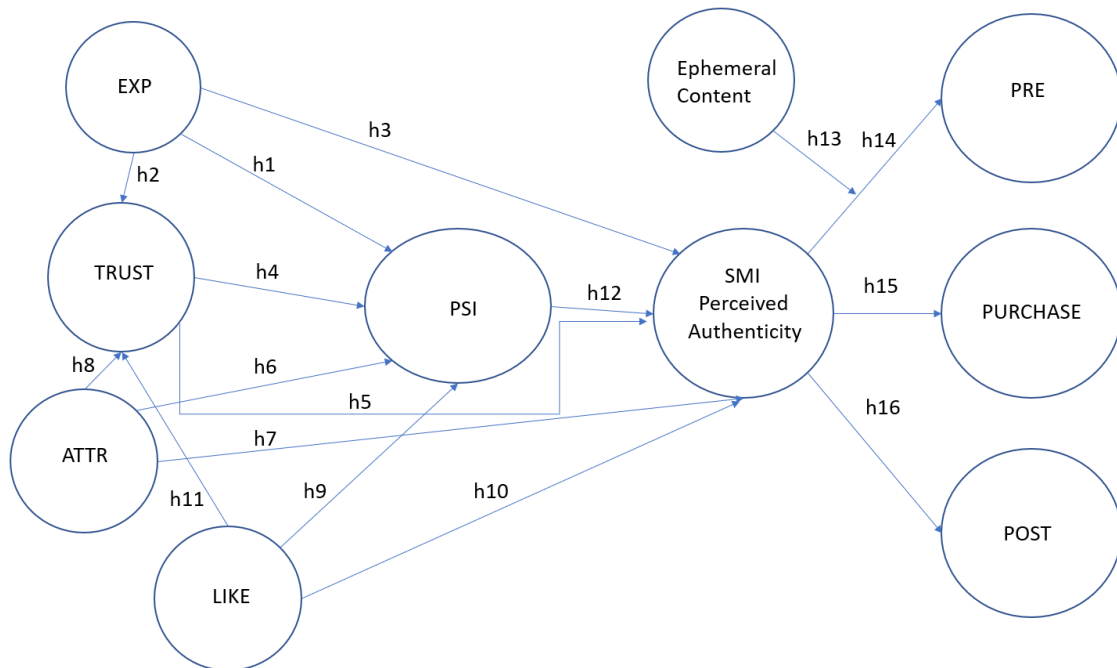 EXP
Ephemeral
Content
PRE
h3
h13
h14
h2
h1
TRUST
h4
PSI
h12
SMI
Perceived
Authenticity
h15
PURCHASE
h8
h6
h5
h7
h16
ATTR
h11
h9
h10
POST
LIKE